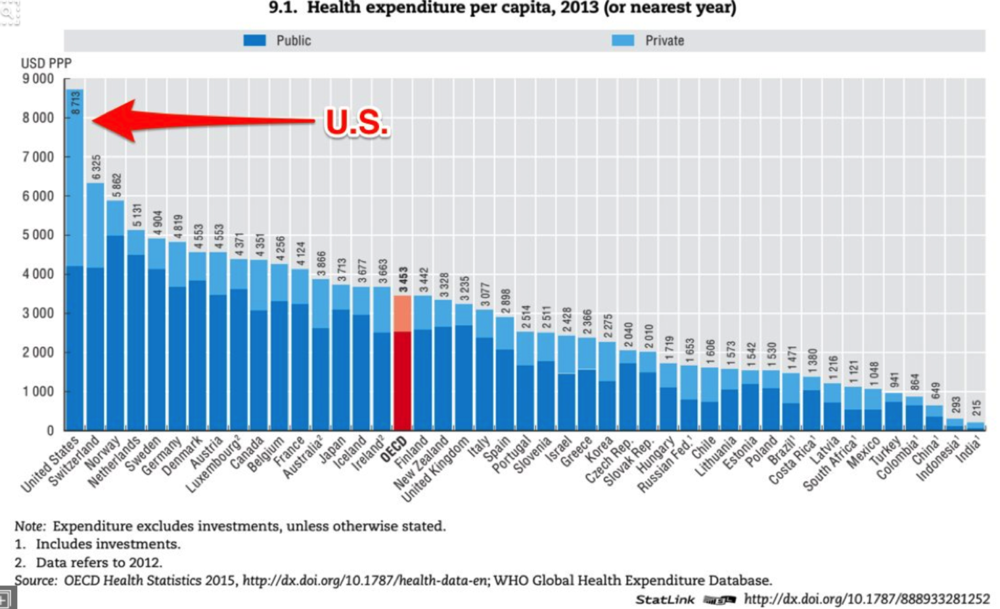 9.1. Health expenditure per capita, 2013 (or nearest year)
Public Private
USD PPP
9 000
8 000
7 000
6 000
5 000
4 000
3 000
2 000
1 000
0
U.S.
8 713
6 325
5 862
5 131
4 904
4 819
4 553
4 553
4 371
4 351
4 256
4 124
3 866
3 713
3 677
3 663
3 453
3 442
3 328
3 235
3 077
2 898
2 514
2 511
2 428
2 366
2 275
2 040
2 010
1 719
1 653
1 606
1 573
1 542
1 530
1 471
1 380
1 216
1 121
1 048
941
864
649
293
215
United States
Switzerland
Norway
Netherlands
Sweden
Germany
Denmark
Austria
Luxembourg²
Canada
Belgium
France
Australia²
Japan
Iceland
Ireland²
OECD
Finland
New Zealand
United Kingdom
Italy
Spain
Portugal
Slovenia
Israel
Greece
Korea
Czech Rep.
Slovak Rep.
Hungary
Russian Fed.¹
Chile
Lithuania
Estonia
Poland
Brazil¹
Costa Rica¹
Latvia
South Africa¹
Mexico
Turkey
Colombia¹
China¹
Indonesia¹
India¹
Note: Expenditure excludes investments, unless otherwise stated.
1. Includes investments.
2. Data refers to 2012.
Source: OECD Health Statistics 2015, http://dx.doi.org/10.1787/health-data-en; WHO Global Health Expenditure Database.
StatLink http://dx.doi.org/10.1787/888933281252